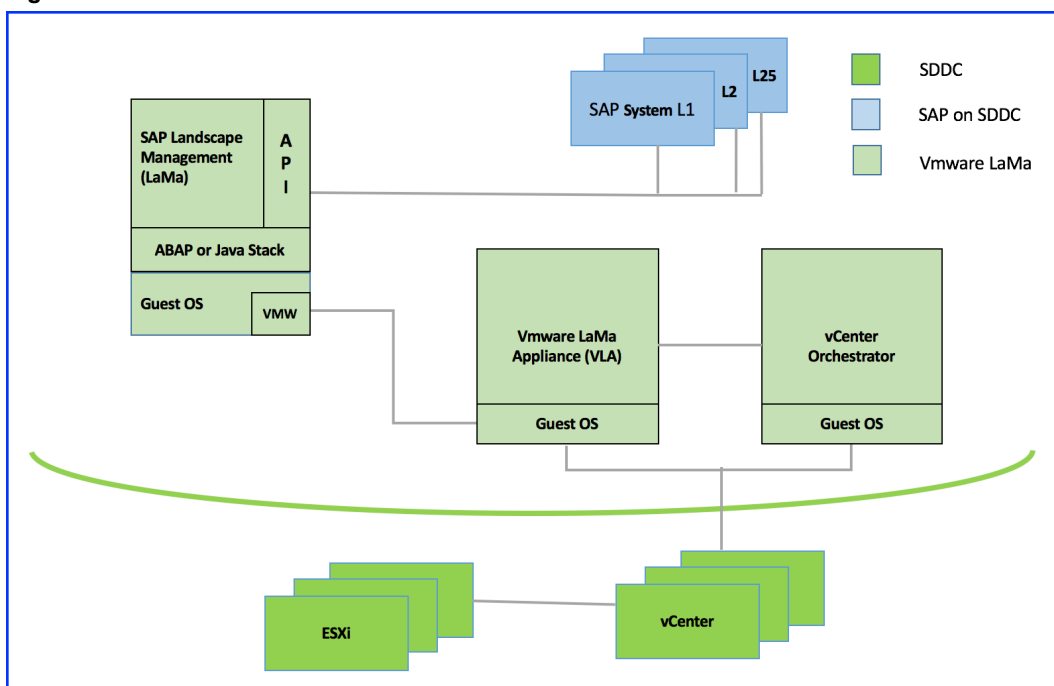 L25
L2
SAP System L1
SDDC
SAP on SDDC
Vmware LaMa
SAP Landscape
Management
(LaMa)
A
P
I
ABAP or Java Stack
Guest OS
VMW
Vmware LaMa
Appliance (VLA)
Guest OS
vCenter
Orchestrator
Guest OS
ESXi
vCenter